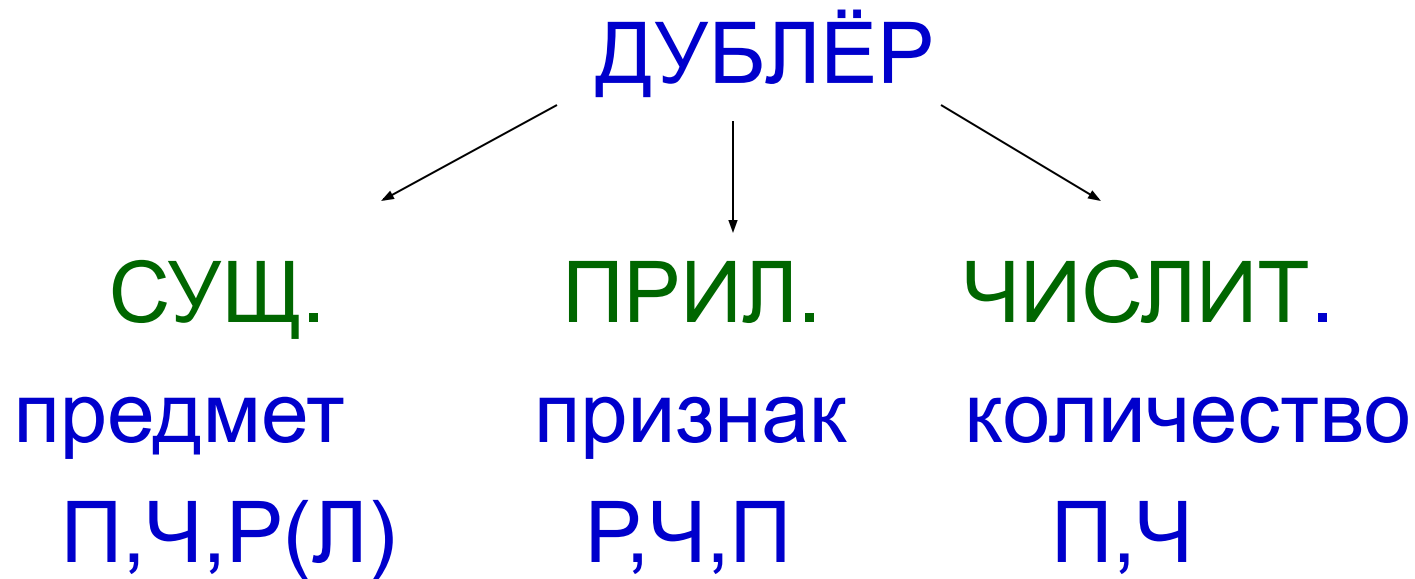 ДУБЛЁР
СУЩ. ПРИЛ. ЧИСЛИТ.
предмет признак количество
П,Ч,Р(Л) Р,Ч,П П,Ч